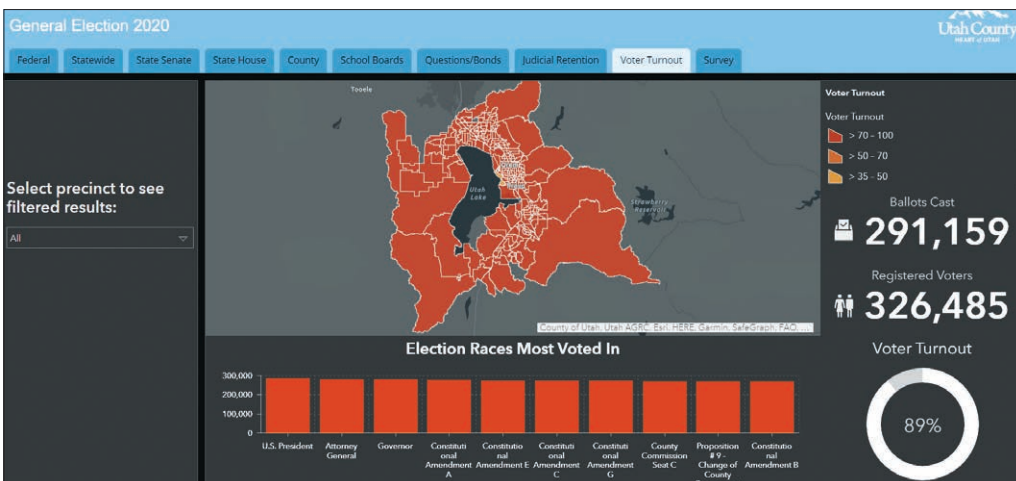 General Election 2020
Utah County
HEART of UTAH
Federal
Statewide
State Senate
State House
County
School Boards
Questions/Bonds
Judicial Retention
Voter Turnout
Survey
Select precinct to see
filtered results:
All
Tooele
Utah
Lake
Strawberry
Reservoir
County of Utah, Utah AGRC, Esri, HERE, Garmin, SafeGraph, FAO, ...
Voter Turnout
Voter Turnout
> 70 - 100
> 50 - 70
> 35 - 50
Ballots Cast
291,159
Registered Voters
326,485
Voter Turnout
89%
Election Races Most Voted In
300,000
200,000
100,000
0
U.S. President
Attorney
General
Governor
Constituti
onal
Amendment
A
Constitutio
nal
Amendment E
Constituti
onal
Amendment
C
Constituti
onal
Amendment
G
County
Commission
Seat C
Proposition
# 9 -
Change of
County
Constitutio
nal
Amendment B